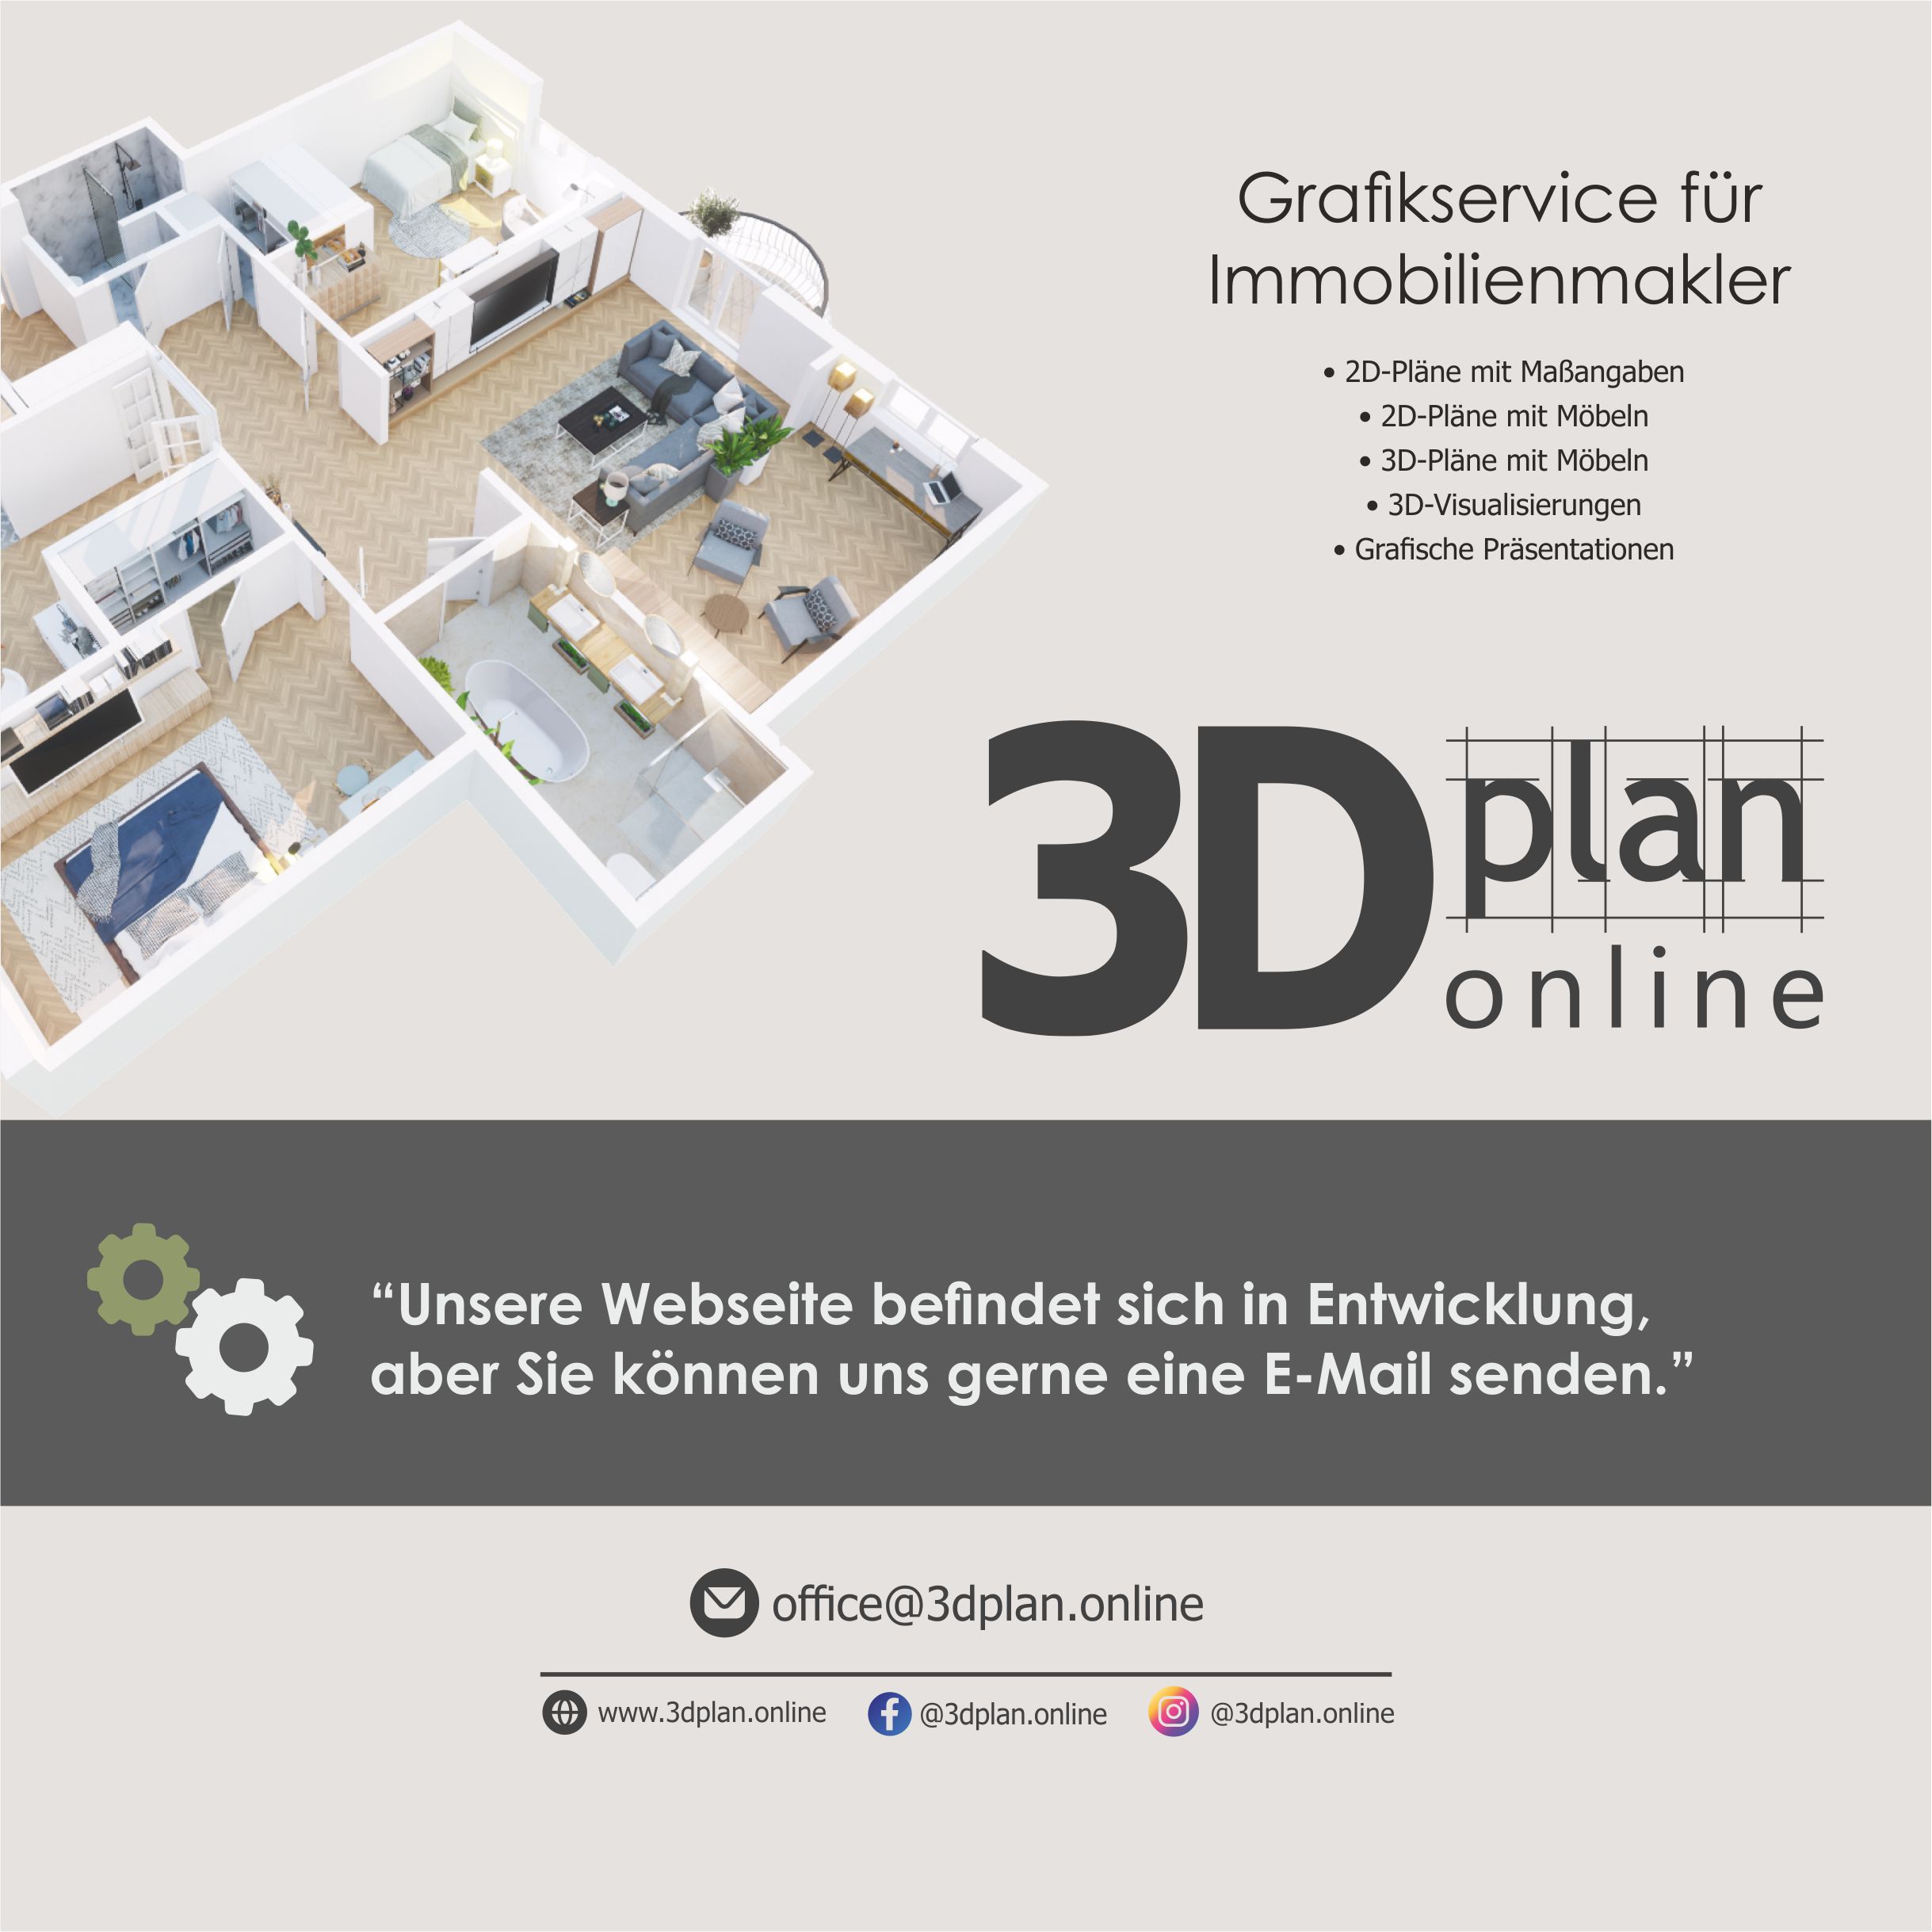 Grafikservice für
Immobilienmakler
• 2D-Pläne mit Maßangaben
• 2D-Pläne mit Möbeln
• 3D-Pläne mit Möbeln
• 3D-Visualisierungen
• Grafische Präsentationen
3D plan
online
“Unsere Webseite befindet sich in Entwicklung,
aber Sie können uns gerne eine E-Mail senden.”
office@3dplan.online
www.3dplan.online @3dplan.online @3dplan.online